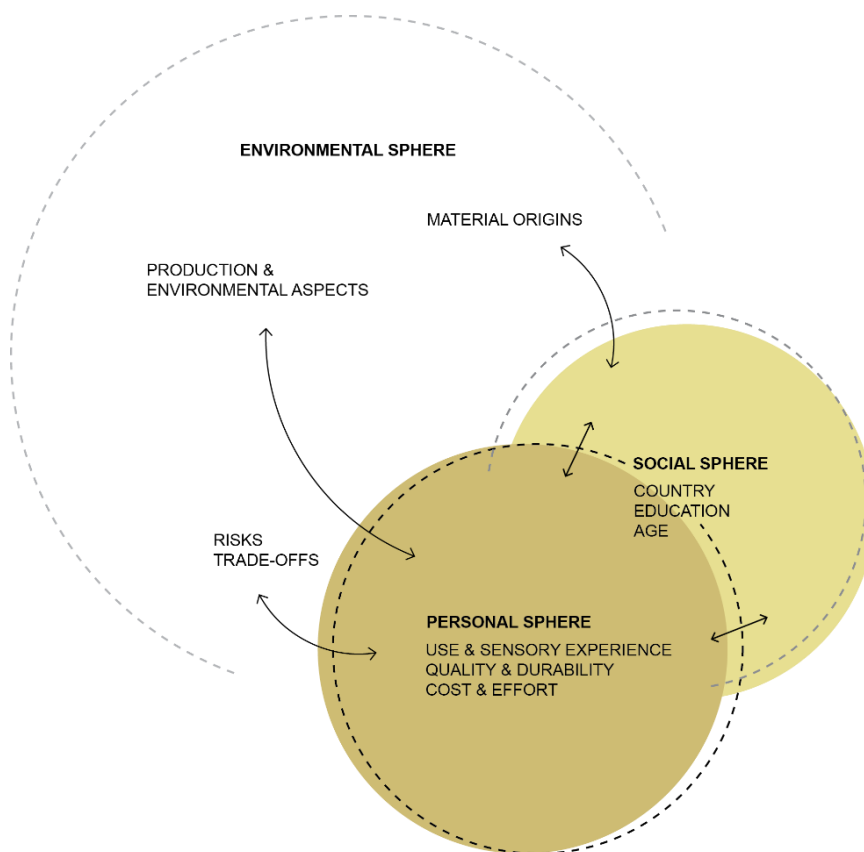 ENVIRONMENTAL SPHERE
MATERIAL ORIGINS
PRODUCTION &
ENVIRONMENTAL ASPECTS
SOCIAL SPHERE
COUNTRY
EDUCATION
AGE
RISKS
TRADE-OFFS
PERSONAL SPHERE
USE & SENSORY EXPERIENCE
QUALITY & DURABILITY
COST & EFFORT